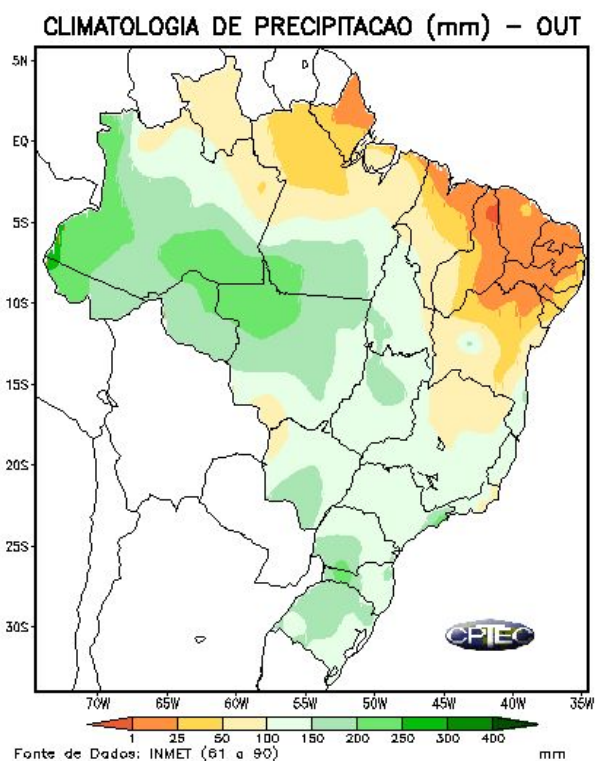 CLIMATOLOGIA DE PRECIPITACAO (mm) – OUT
5N
EQ
5S
10S
15S
20S
25S
30S
CPTEC
70W 65W 60W 55W 50W 45W 40W 35W
1 25 50 100 150 200 250 300 400
Fonte de Dados: INMET (61 a 90) mm